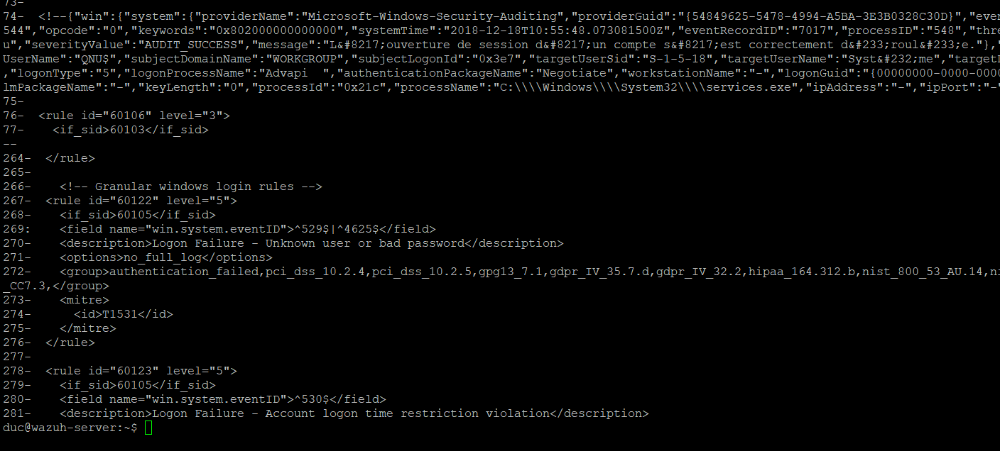 73-
74-  <!--{"win":{"system":{"providerName":"Microsoft-Windows-Security-Auditing","providerGuid":"{54849625-5478-4994-A5BA-3E3B0328C30D}","even
544","opcode":"0","keywords":"0x802000000000000","systemTime":"2018-12-18T10:55:48.073081500Z","eventRecordID":"7017","processID":"548","thre
u","severityValue":"AUDIT_SUCCESS","message":"L&#8217;ouverture de session d&#8217;un compte s&#8217;est correctement d&#233;roul&#233;e."},"
UserName":"QNU$","subjectDomainName":"WORKGROUP","subjectLogonId":"0x3e7","targetUserSid":"S-1-5-18","targetUserName":"Syst&#232;me","targetD
,"logonType":"5","logonProcessName":"Advapi  ","authenticationPackageName":"Negotiate","workstationName":"-","logonGuid":"{00000000-0000-0000
lmPackageName":"-","keyLength":"0","processId":"0x21c","processName":"C:\\\\Windows\\\\System32\\\\services.exe","ipAddress":"-","ipPort":"-"
75-
76-  <rule id="60106" level="3">
77-    <if_sid>60103</if_sid>
--
264-  </rule>
265-
266-    <!-- Granular windows login rules -->
267-  <rule id="60122" level="5">
268-    <if_sid>60105</if_sid>
269:    <field name="win.system.eventID">^529$|^4625$</field>
270-    <description>Logon Failure - Unknown user or bad password</description>
271-    <options>no_full_log</options>
272-    <group>authentication_failed,pci_dss_10.2.4,pci_dss_10.2.5,gpg13_7.1,gdpr_IV_35.7.d,gdpr_IV_32.2,hipaa_164.312.b,nist_800_53_AU.14,ni
_CC7.3,</group>
273-    <mitre>
274-      <id>T1531</id>
275-    </mitre>
276-  </rule>
277-
278-  <rule id="60123" level="5">
279-    <if_sid>60105</if_sid>
280-    <field name="win.system.eventID">^530$</field>
281-    <description>Logon Failure - Account logon time restriction violation</description>
duc@wazuh-server:~$